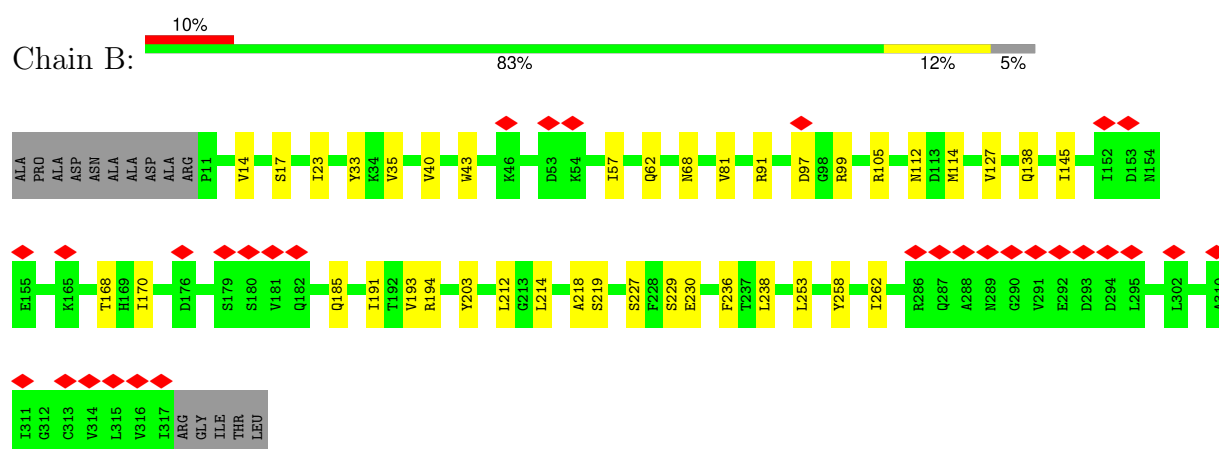 10%
Chain B:
83% 12% 5%
ALA PRO ALA ASP ASN ALA ALA ASP ALA ARG P11 V14 S17 I23 Y33 K34 V35 V40 W43 K46 D53 K54 I57 Q62 N68 V81 R91 D97 G98 R99 R105 N112 D113 M114 V127 Q138 I145 I152 D153 N154
E155 K165 T168 H169 I170 D176 S179 S180 V181 Q182 Q185 I191 T192 V193 R194 Y203 L212 G213 L214 A218 S219 S227 F228 S229 E230 F236 T237 L238 L253 Y258 I262 R286 Q287 A288 N289 G290 V291 E292 D293 D294 L295 L302
I311 G312 C313 V314 L315 V316 I317 ARG GLY ILE THR LEU